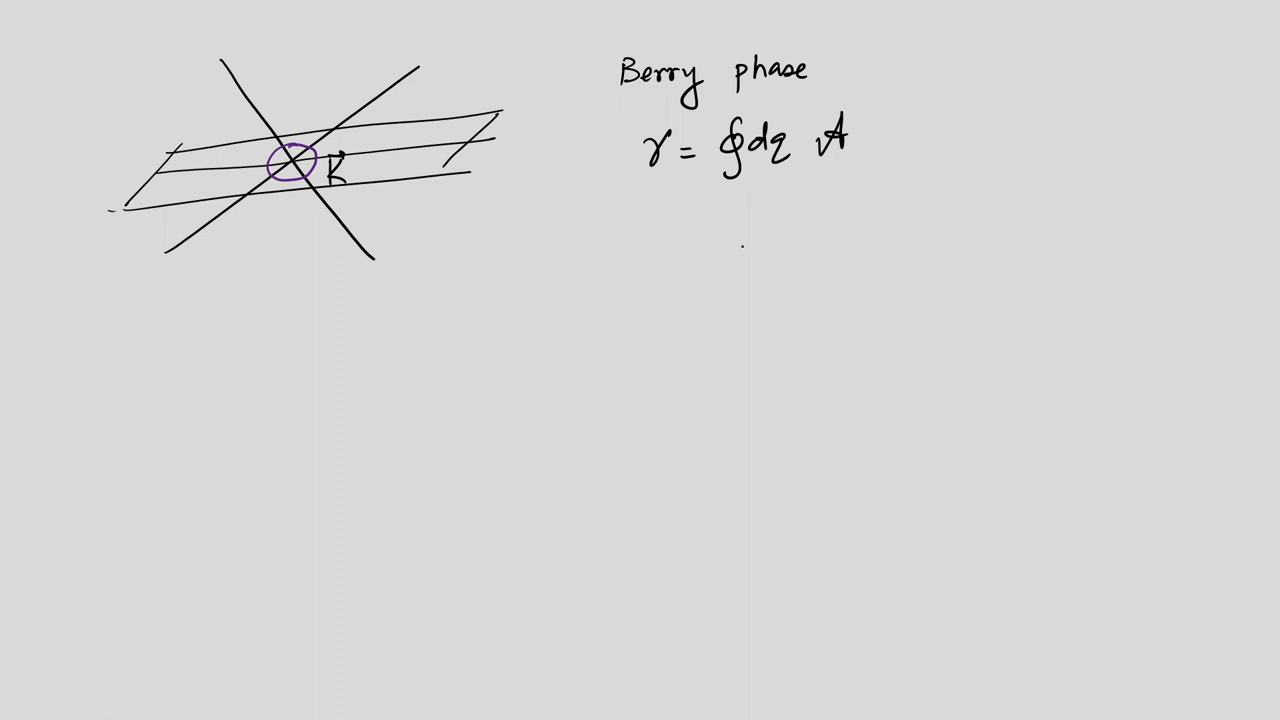 Berry phase
γ = ∮dq 𝒜
K⃗